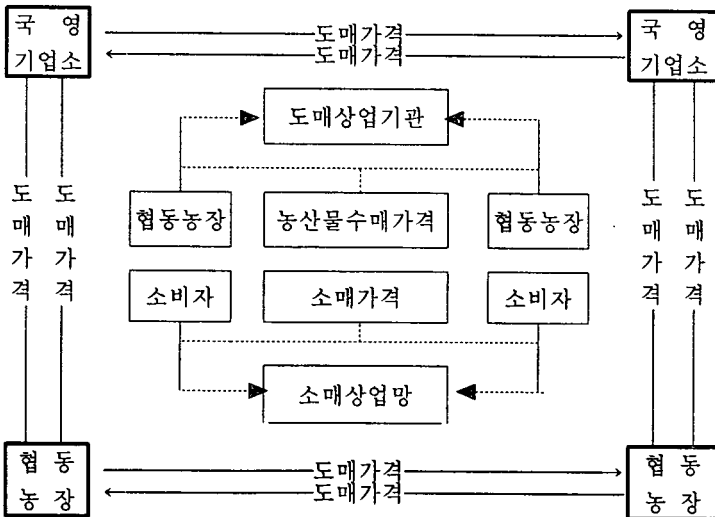 국 영
기업소
도매가격
도매가격
국 영
기업소
도매상업기관
도매가격
도매가격
협동농장
농산물수매가격
협동농장
도매가격
도매가격
소비자
소매가격
소비자
소매상업망
협 동
농 장
도매가격
도매가격
협 동
농 장